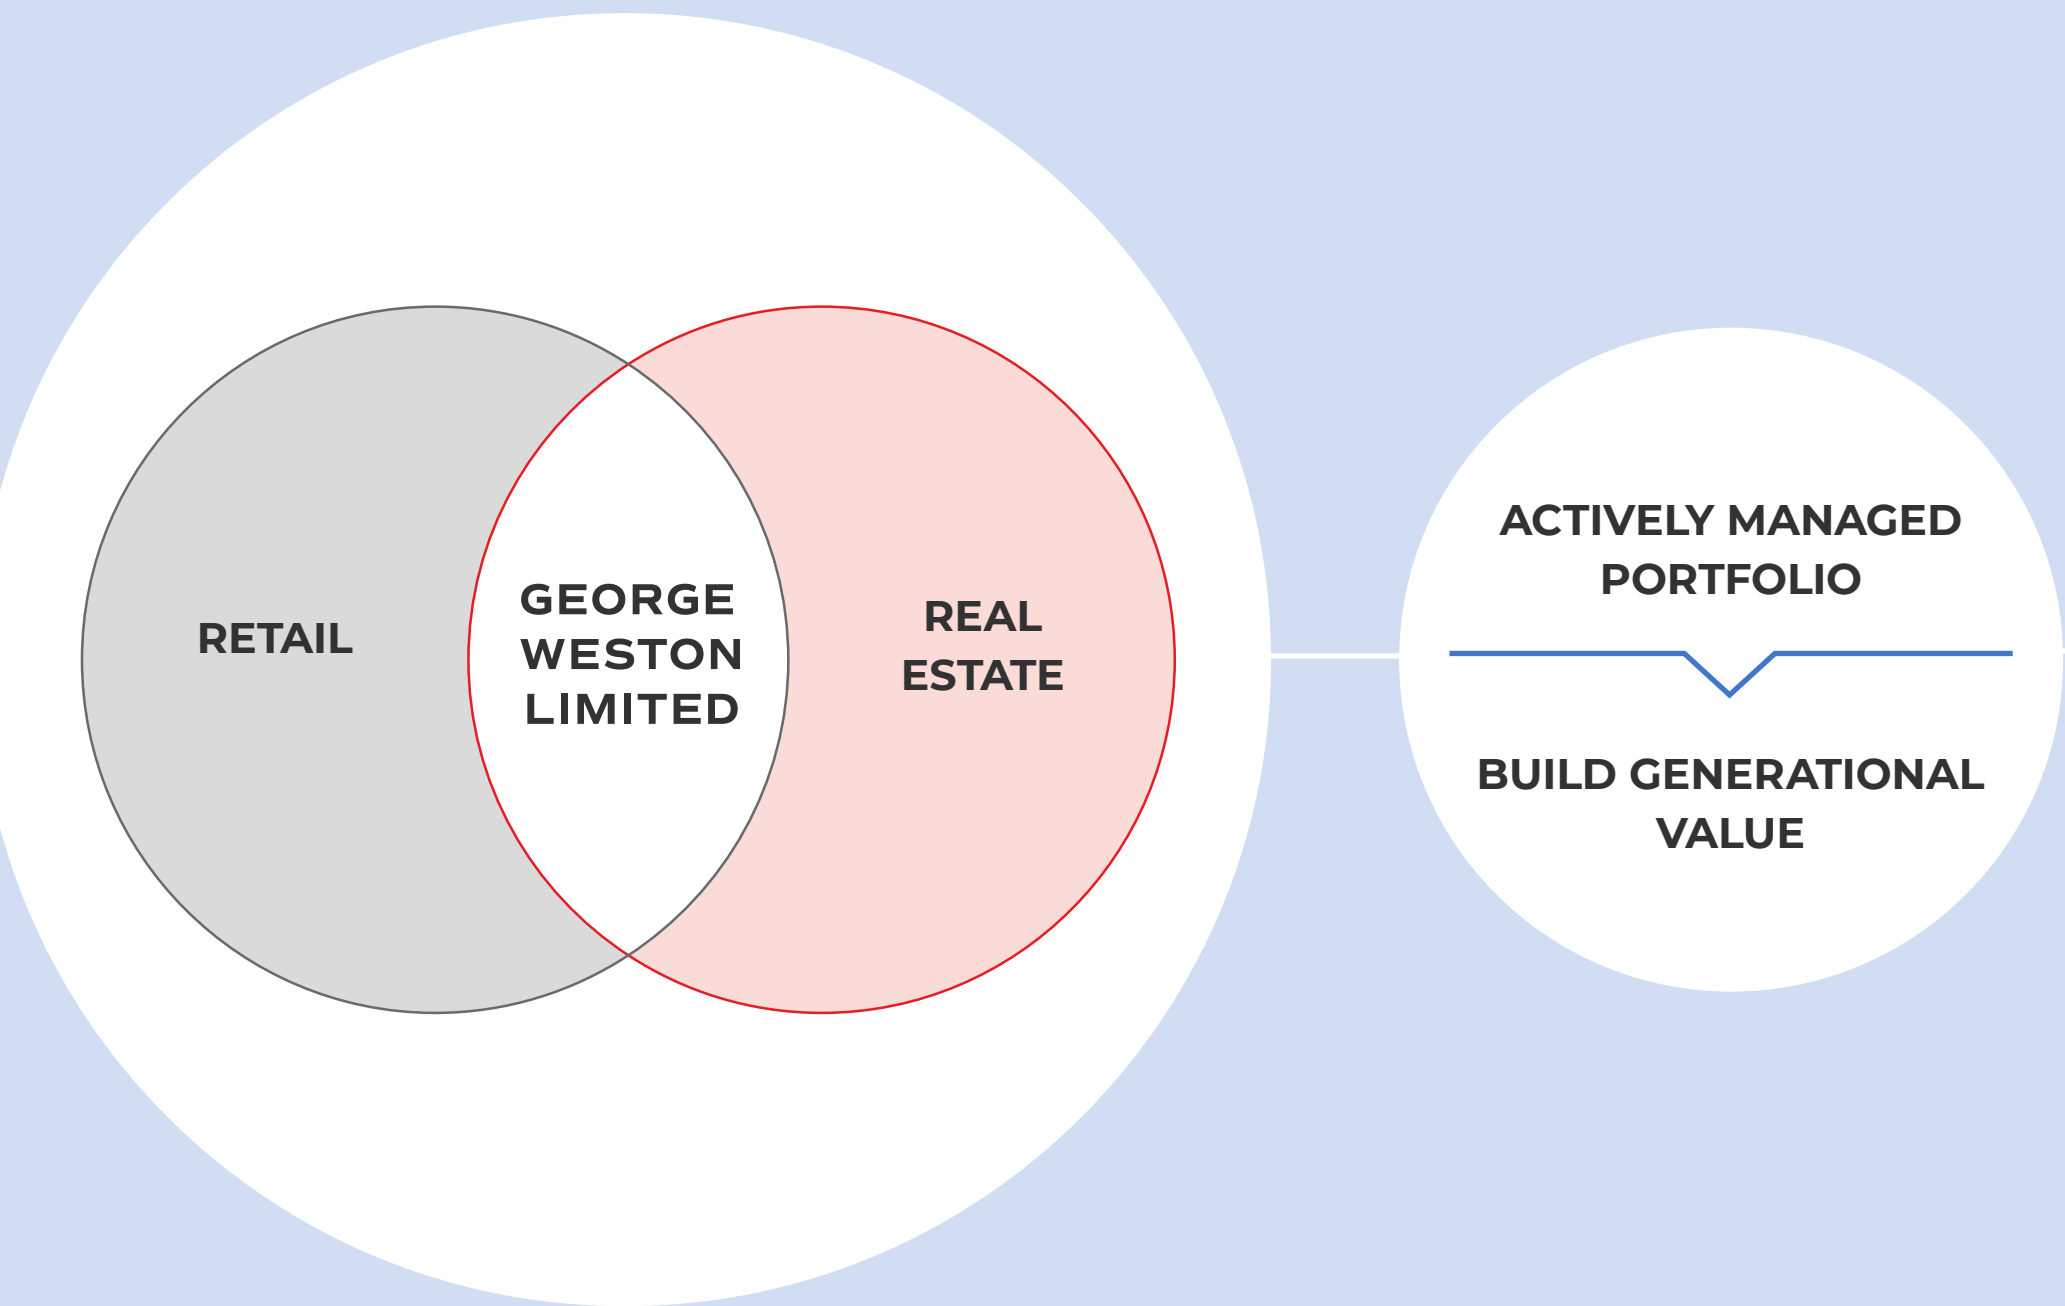 RETAIL
GEORGE
WESTON
LIMITED
REAL
ESTATE
ACTIVELY MANAGED
PORTFOLIO
BUILD GENERATIONAL
VALUE